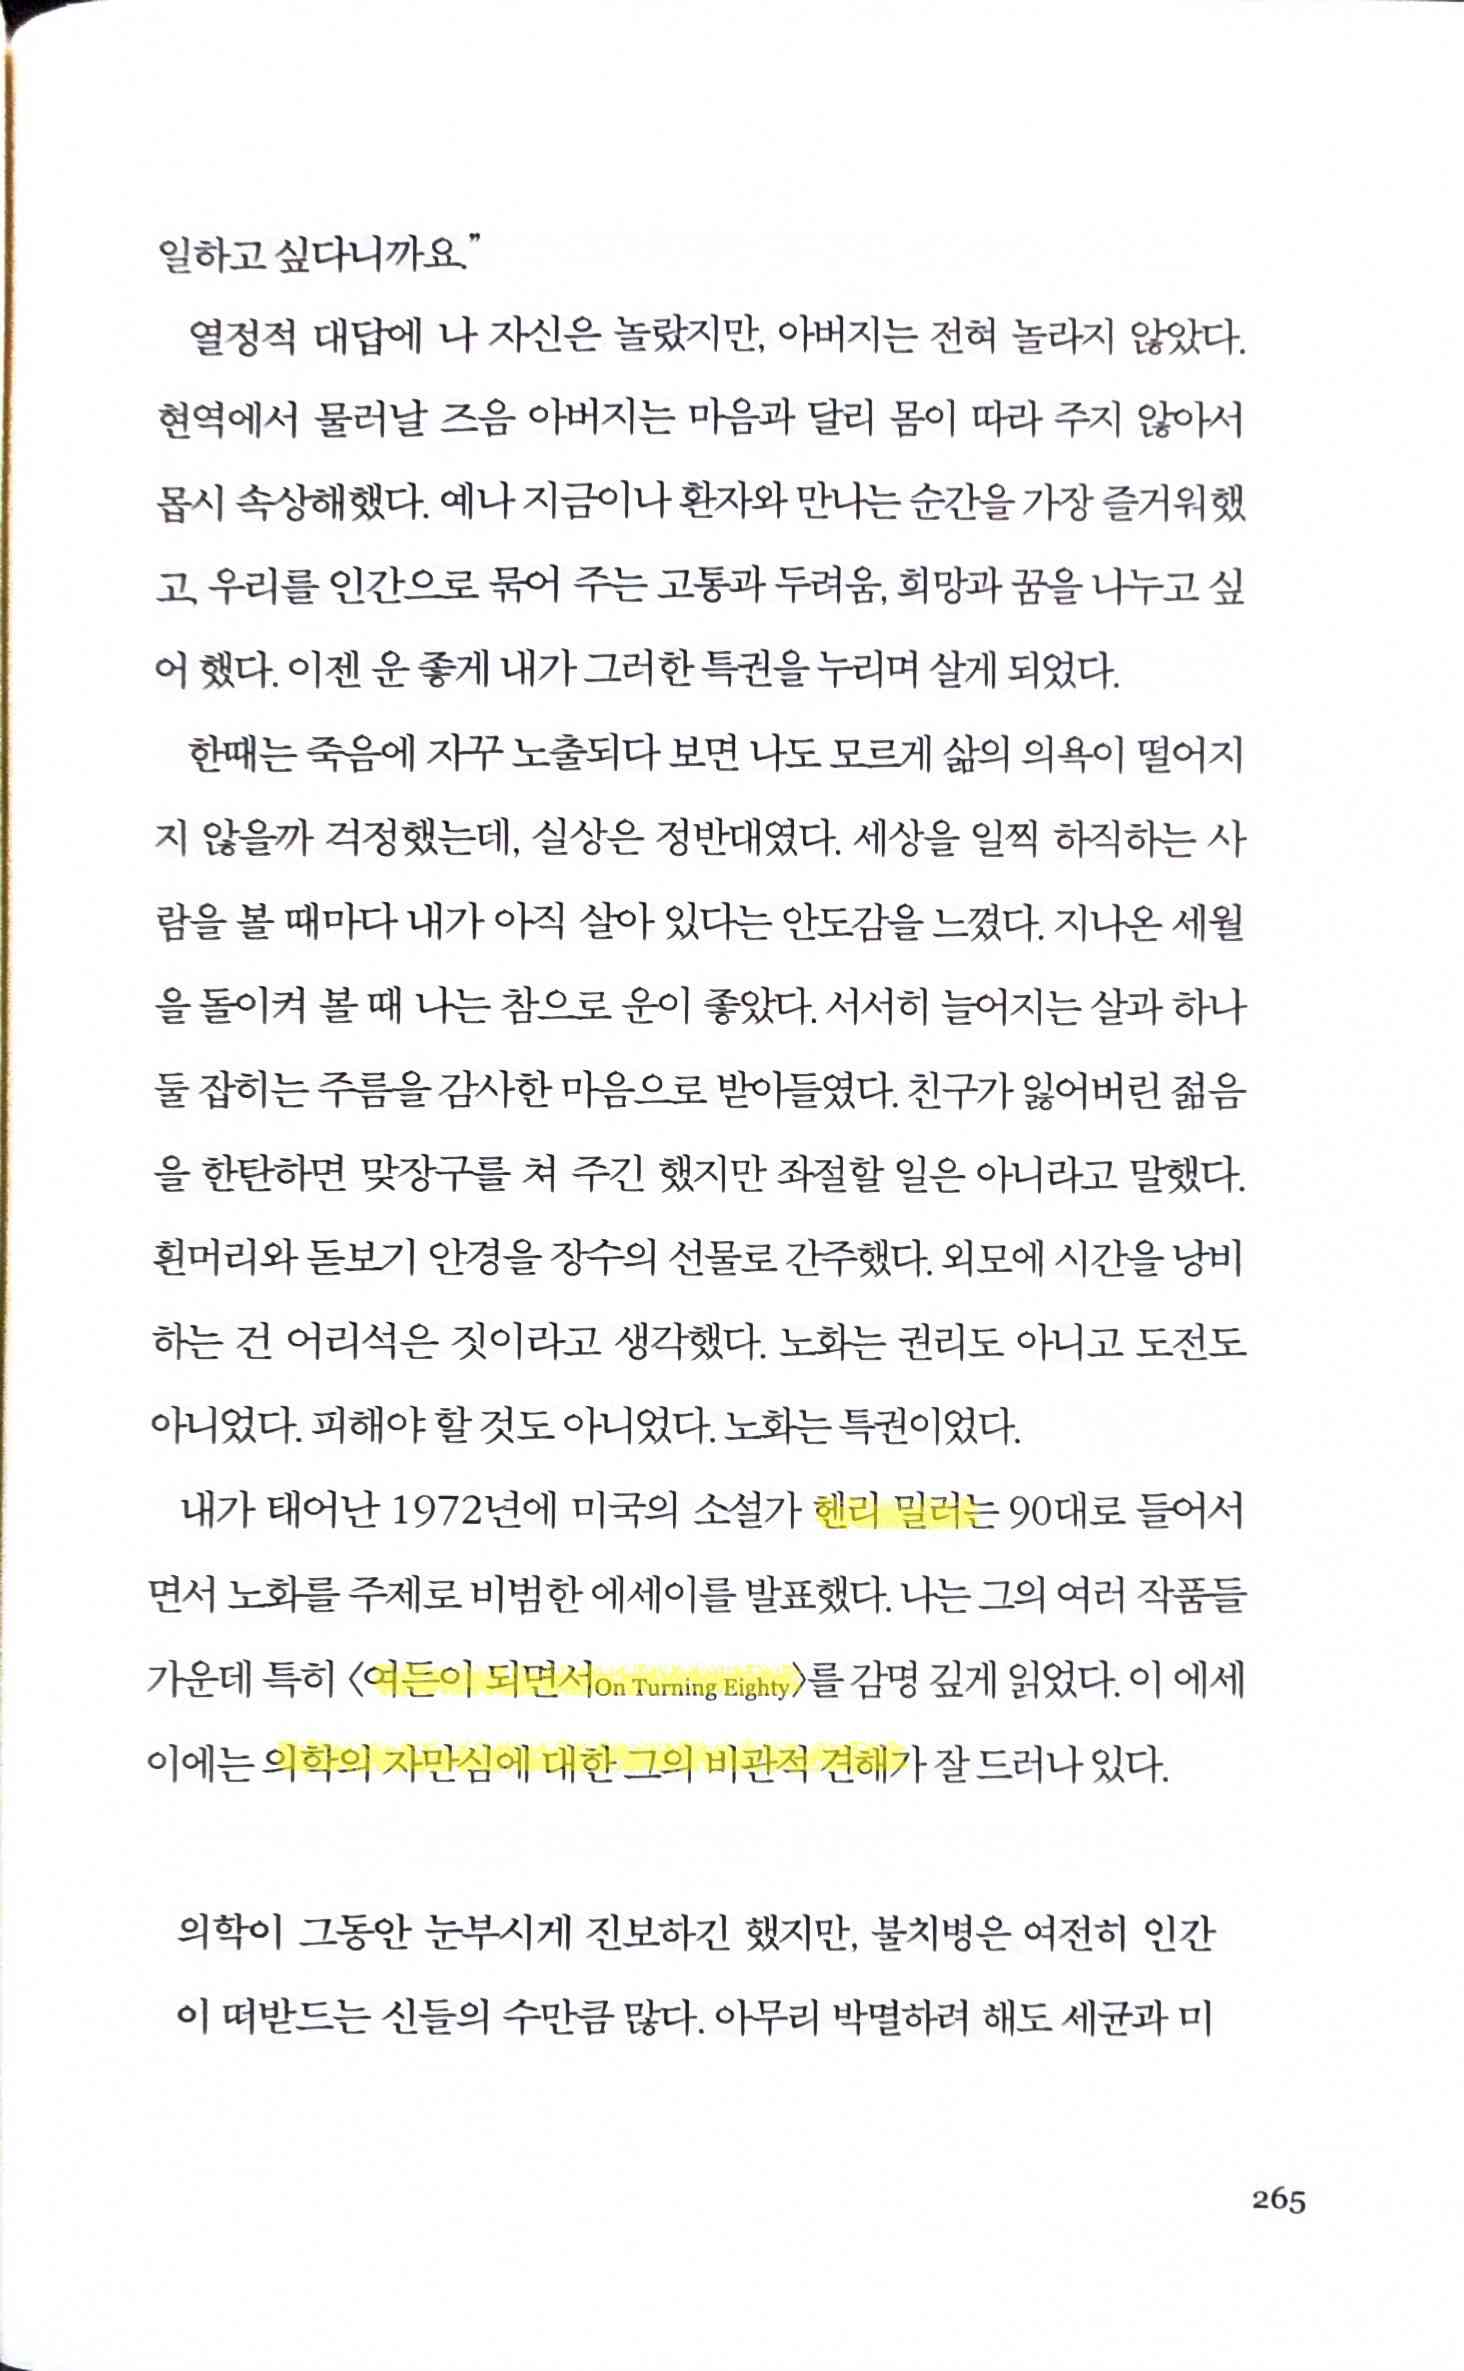 일하고 싶다니까요.”
열정적 대답에 나 자신은 놀랐지만, 아버지는 전혀 놀라지 않았다.
현역에서 물러날 즈음 아버지는 마음과 달리 몸이 따라 주지 않아서
몹시 속상해했다. 예나 지금이나 환자와 만나는 순간을 가장 즐거워했
고, 우리를 인간으로 묶어 주는 고통과 두려움, 희망과 꿈을 나누고 싶
어 했다. 이젠 운 좋게 내가 그러한 특권을 누리며 살게 되었다.
한때는 죽음에 자꾸 노출되다 보면 나도 모르게 삶의 의욕이 떨어지
지 않을까 걱정했는데, 실상은 정반대였다. 세상을 일찍 하직하는 사
람을 볼 때마다 내가 아직 살아 있다는 안도감을 느꼈다. 지나온 세월
을 돌이켜 볼 때 나는 참으로 운이 좋았다. 서서히 늘어지는 살과 하나
둘 잡히는 주름을 감사한 마음으로 받아들였다. 친구가 잃어버린 젊음
을 한탄하면 맞장구를 쳐 주긴 했지만 좌절할 일은 아니라고 말했다.
흰머리와 돋보기 안경을 장수의 선물로 간주했다. 외모에 시간을 낭비
하는 건 어리석은 짓이라고 생각했다. 노화는 권리도 아니고 도전도
아니었다. 피해야 할 것도 아니었다. 노화는 특권이었다.
내가 태어난 1972년에 미국의 소설가 헨리 밀러는 90대로 들어서
면서 노화를 주제로 비범한 에세이를 발표했다. 나는 그의 여러 작품들
가운데 특히 〈여든이 되면서On Turning Eighty〉를 감명 깊게 읽었다. 이 에세
이에는 의학의 자만심에 대한 그의 비관적 견해가 잘 드러나 있다.
의학이 그동안 눈부시게 진보하긴 했지만, 불치병은 여전히 인간
이 떠받드는 신들의 수만큼 많다. 아무리 박멸하려 해도 세균과 미
265